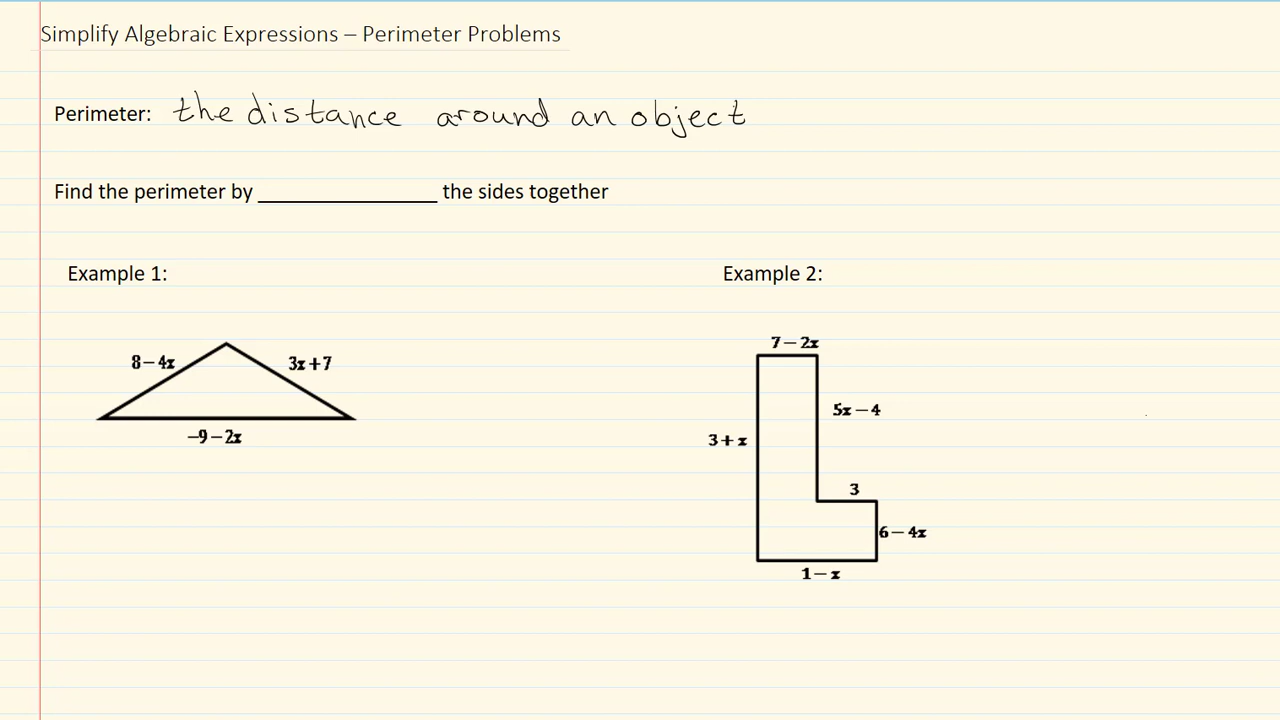 Simplify Algebraic Expressions – Perimeter Problems
Perimeter: the distance around an object
Find the perimeter by ________________ the sides together
Example 1:
Example 2:
8 – 4x
3x + 7
–9 – 2x
7 – 2x
5x – 4
3 + x
3
6 – 4x
1 – x